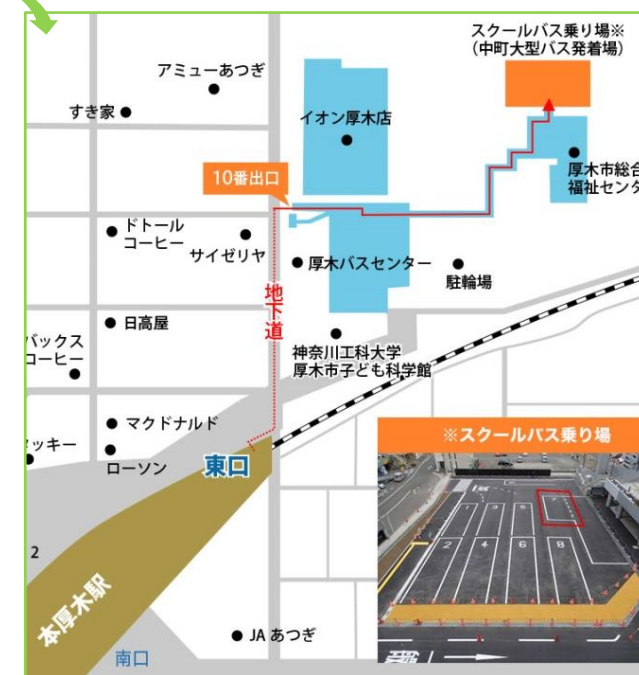 スクールバス乗り場※
(中町大型バス発着場)
アミューあつぎ
すき家
イオン厚木店
10番出口
厚木市総合
福祉センタ
ドトール
コーヒー
サイゼリヤ
厚木バスセンター
駐輪場
地下道
日高屋
バックス
コーヒー
神奈川工科大学
厚木市子ども科学館
マクドナルド
ッキー
ローソン
東口
※スクールバス乗り場
2
4
6
8
2
本厚木駅
JA あつぎ
南口